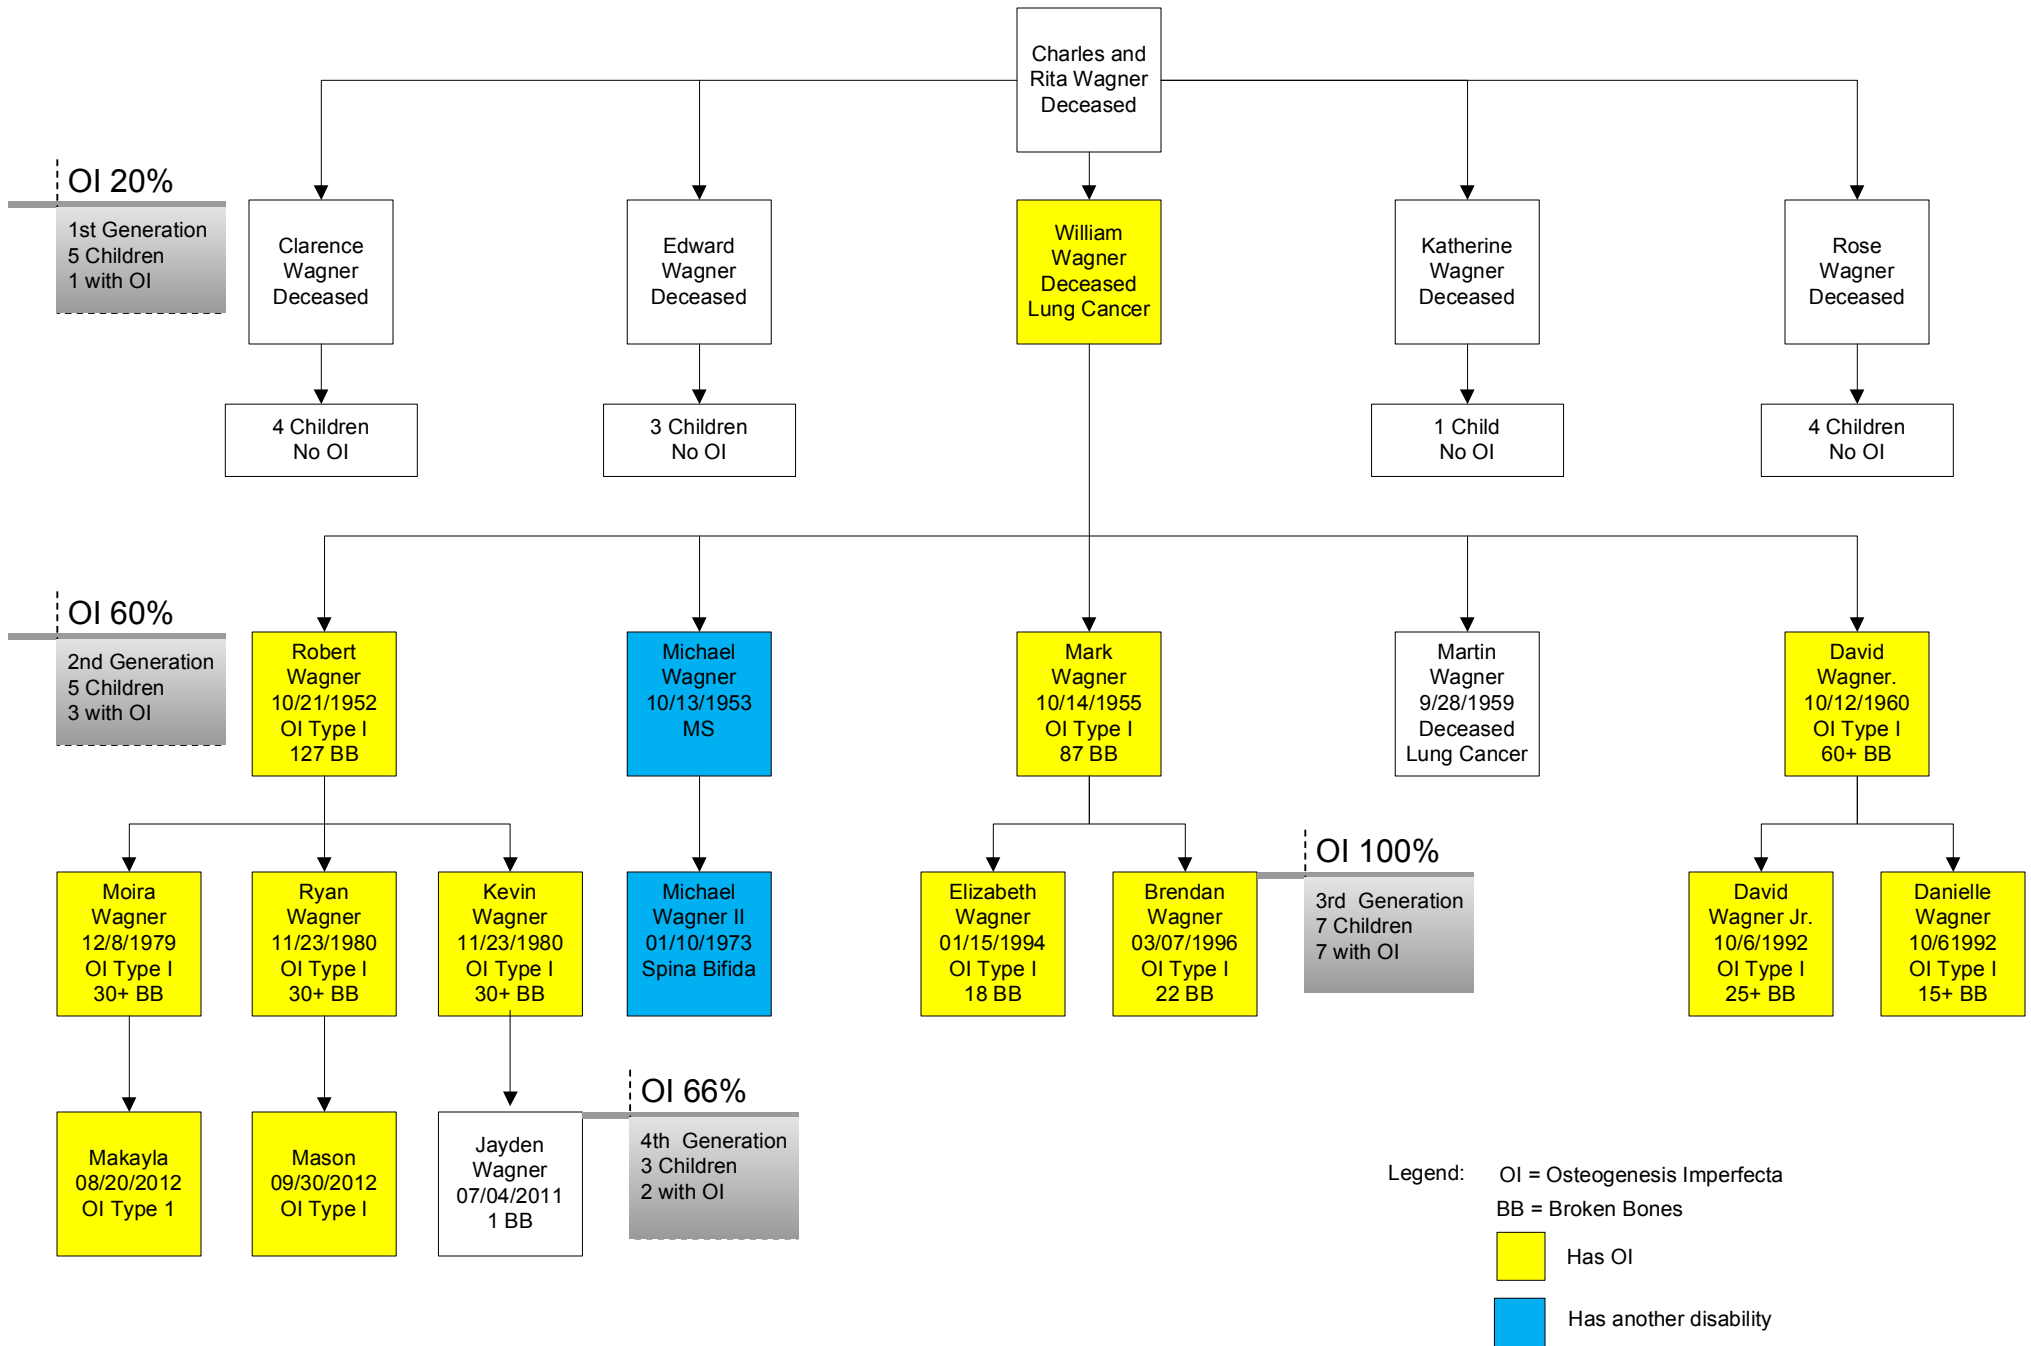 Charles and
Rita Wagner
Deceased
OI 20%
1st Generation
5 Children
1 with OI
Clarence
Wagner
Deceased
Edward
Wagner
Deceased
William
Wagner
Deceased
Lung Cancer
Katherine
Wagner
Deceased
Rose
Wagner
Deceased
4 Children
No OI
3 Children
No OI
1 Child
No OI
4 Children
No OI
OI 60%
2nd Generation
5 Children
3 with OI
Robert
Wagner
10/21/1952
OI Type I
127 BB
Michael
Wagner
10/13/1953
MS
Mark
Wagner
10/14/1955
OI Type I
87 BB
Martin
Wagner
9/28/1959
Deceased
Lung Cancer
David
Wagner.
10/12/1960
OI Type I
60+ BB
Moira
Wagner
12/8/1979
OI Type I
30+ BB
Ryan
Wagner
11/23/1980
OI Type I
30+ BB
Kevin
Wagner
11/23/1980
OI Type I
30+ BB
Michael
Wagner II
01/10/1973
Spina Bifida
Elizabeth
Wagner
01/15/1994
OI Type I
18 BB
Brendan
Wagner
03/07/1996
OI Type I
22 BB
OI 100%
3rd  Generation
7 Children
7 with OI
David
Wagner Jr.
10/6/1992
OI Type I
25+ BB
Danielle
Wagner
10/61992
OI Type I
15+ BB
Makayla
08/20/2012
OI Type 1
Mason
09/30/2012
OI Type I
Jayden
Wagner
07/04/2011
1 BB
OI 66%
4th  Generation
3 Children
2 with OI
Legend:
OI = Osteogenesis Imperfecta
BB = Broken Bones
Has OI
Has another disability